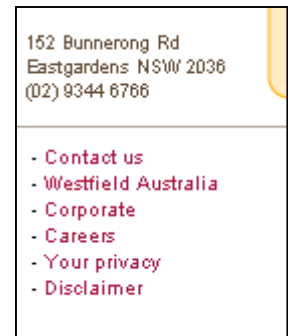 152 Bunnerong Rd
Eastgardens NSW 2036
(02) 9344 6766
- Contact us
- Westfield Australia
- Corporate
- Careers
- Your privacy
- Disclaimer